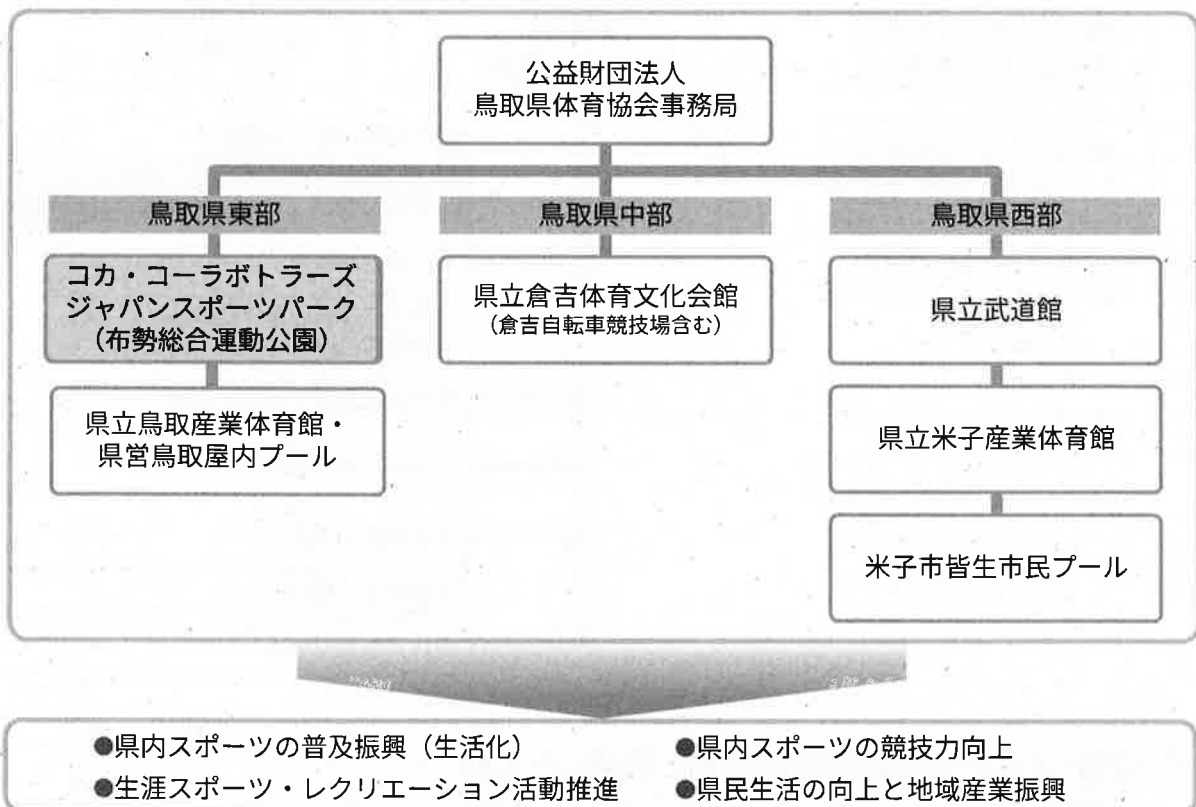 公益財団法人
鳥取県体育協会事務局
鳥取県東部
コカ・コーラボトラーズ
ジャパンスポーツパーク
（布勢総合運動公園）
県立鳥取産業体育館・
県営鳥取屋内プール
鳥取県中部
県立倉吉体育文化会館
（倉吉自転車競技場含む）
鳥取県西部
県立武道館
県立米子産業体育館
米子市皆生市民プール
●県内スポーツの普及振興（生活化）
●県内スポーツの競技力向上
●生涯スポーツ・レクリエーション活動推進
●県民生活の向上と地域産業振興